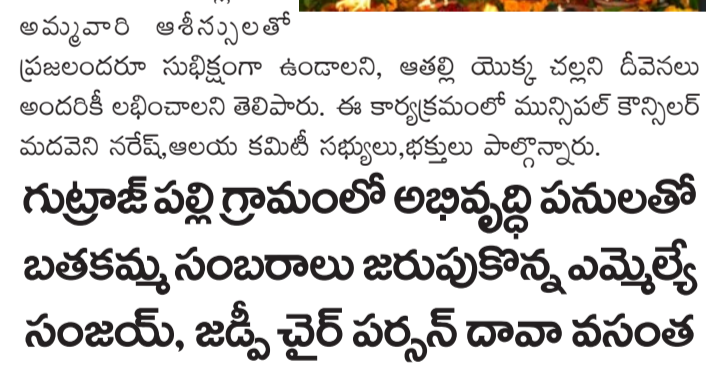 అమ్మవారి ఆశీస్సులతో
ప్రజలందరూ సుభిక్షంగా ఉండాలని, ఆతల్లి యొక్క చల్లని దీవెనలు
అందరికీ లభించాలని తెలిపారు. ఈ కార్యక్రమంలో మున్సిపల్ కౌన్సిలర్
మదవెని నరేష్,ఆలయ కమిటీ సభ్యులు,భక్తులు పాల్గొన్నారు.
గుట్రాజ్ పల్లి గ్రామంలో అభివృద్ధి పనులతో
బతకమ్మ సంబరాలు జరుపుకొన్న ఎమ్మెల్యే
సంజయ్, జడ్పీ చైర్ పర్సన్ దావా వసంత